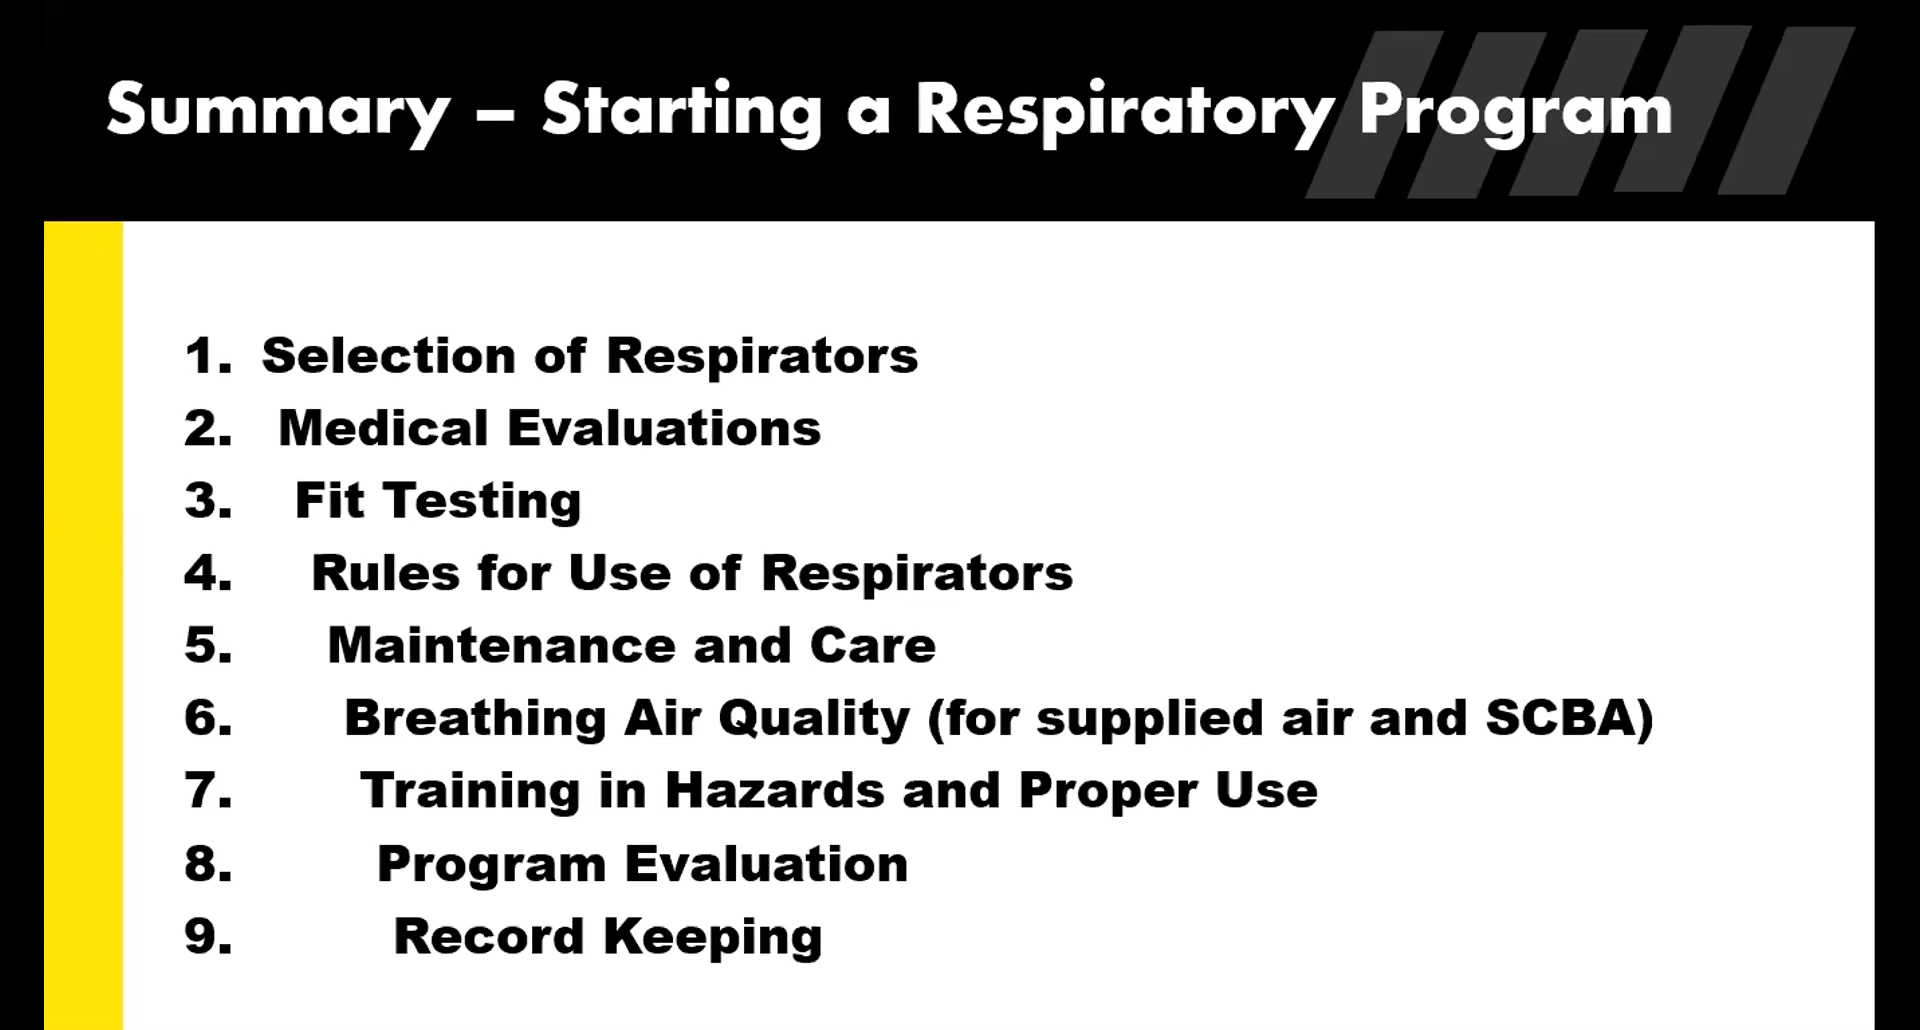 Summary – Starting a Respiratory Program
1. Selection of Respirators
2. Medical Evaluations
3. Fit Testing
4. Rules for Use of Respirators
5. Maintenance and Care
6. Breathing Air Quality (for supplied air and SCBA)
7. Training in Hazards and Proper Use
8. Program Evaluation
9. Record Keeping